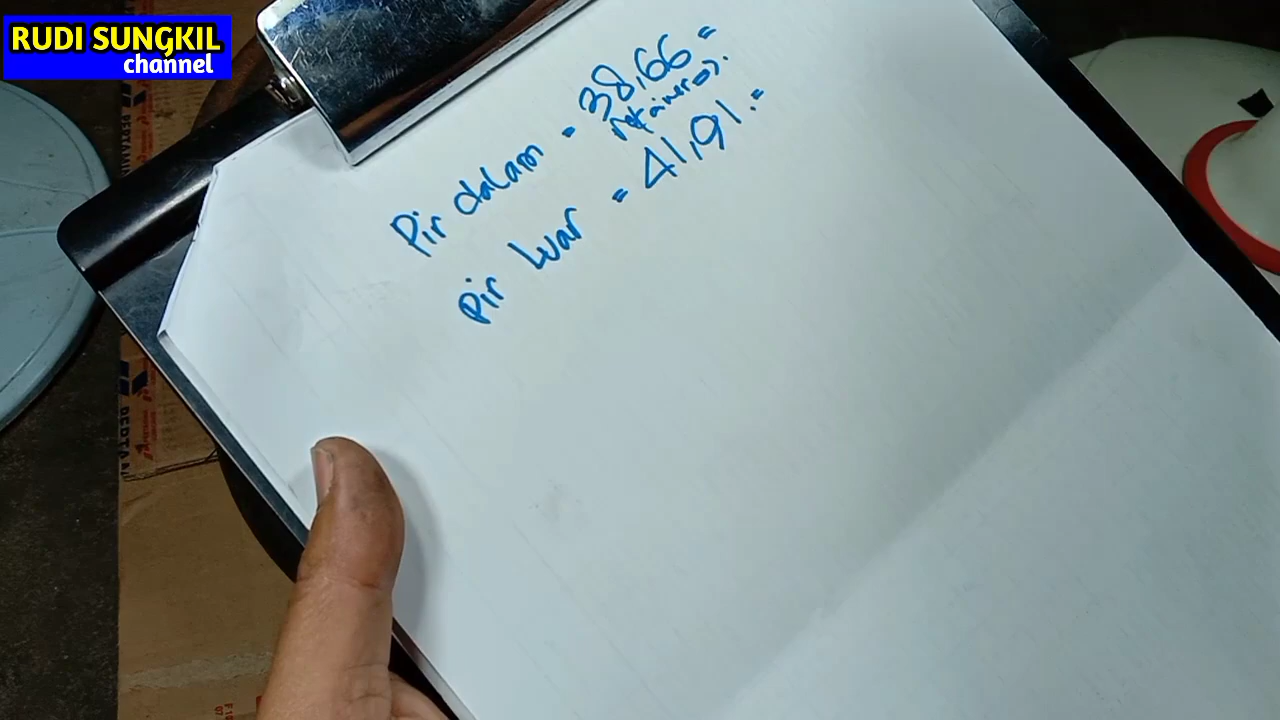 RUDI SUNGKIL
channel
Pir dalam = 38,66 =
Pir luar = 41,91.=